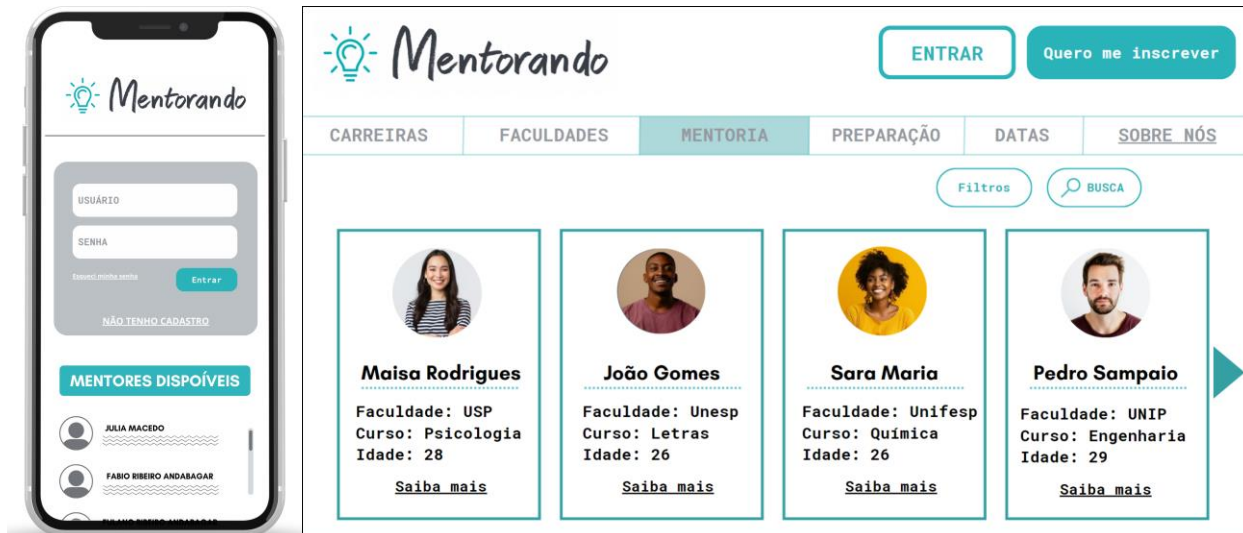 Mentorando
USUÁRIO
SENHA
Esqueci minha senha
Entrar
NÃO TENHO CADASTRO
MENTORES DISPOÍVEIS
JULIA MACEDO
FABIO RIBEIRO ANDABAGAR
Mentorando
ENTRAR
Quero me inscrever
CARREIRAS
FACULDADES
MENTORIA
PREPARAÇÃO
DATAS
SOBRE NÓS
Filtros
BUSCA
Maisa Rodrigues
Faculdade: USP
Curso: Psicologia
Idade: 28
Saiba mais
João Gomes
Faculdade: Unesp
Curso: Letras
Idade: 26
Saiba mais
Sara Maria
Faculdade: Unifesp
Curso: Química
Idade: 26
Saiba mais
Pedro Sampaio
Faculdade: UNIP
Curso: Engenharia
Idade: 29
Saiba mais